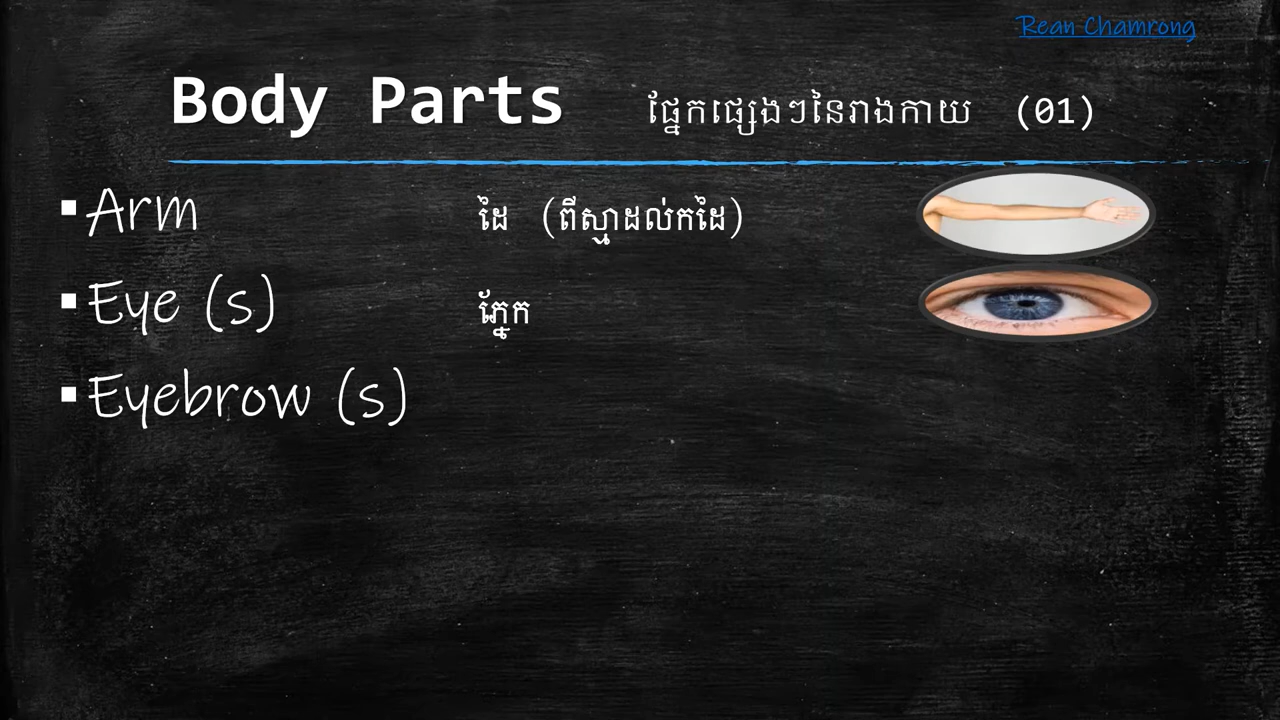 Rean Chamrong
Body Parts ផ្នែកផ្សេងៗនៃរាងកាយ (01)
Arm ដៃ (ពីស្មាដល់កដៃ)
Eye (s) ភ្នែក
Eyebrow (s)